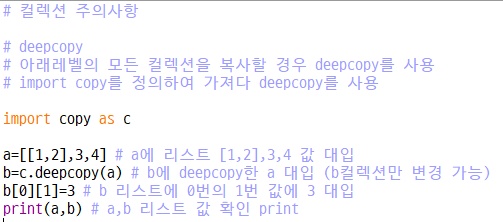 # 컬렉션 주의사항
# deepcopy
# 아래레벨의 모든 컬렉션을 복사할 경우 deepcopy를 사용
# import copy를 정의하여 가져다 deepcopy를 사용
import copy as c
a=[[1,2],3,4] # a에 리스트 [1,2],3,4 값 대입
b=c.deepcopy(a) # b에 deepcopy한 a 대입 (b컬렉션만 변경 가능)
b[0][1]=3 # b 리스트에 0번의 1번 값에 3 대입
print(a,b) # a,b 리스트 값 확인 print